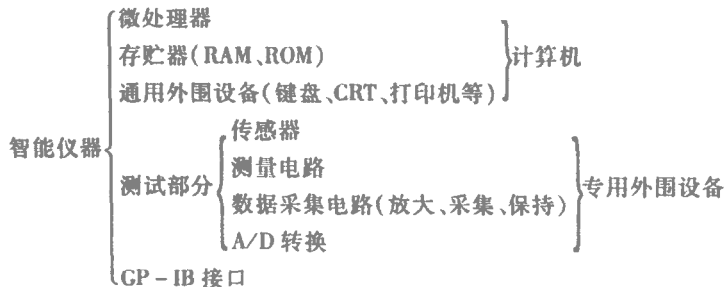 微处理器
存贮器(RAM、ROM)
计算机
通用外围设备(键盘、CRT、打印机等)
传感器
智能仪器
测量电路
测试部分
专用外围设备
数据采集电路(放大、采集、保持)
A/D 转换
GP-IB 接口